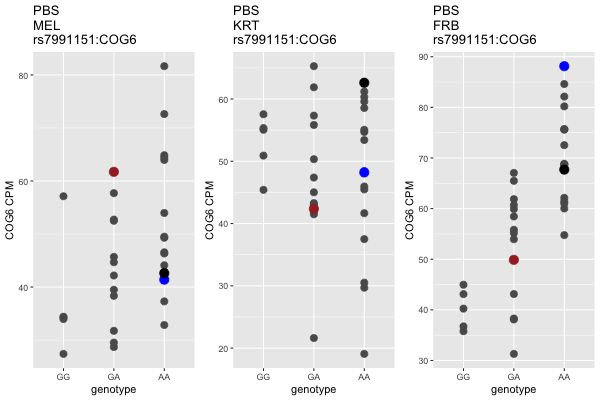 PBS
MEL
rs7991151:COG6
80
60
40
COG6 CPM
GG GA AA
genotype
PBS
KRT
rs7991151:COG6
60
50
40
30
20
COG6 CPM
GG GA AA
genotype
PBS
FRB
rs7991151:COG6
90
80
70
60
50
40
30
COG6 CPM
GG GA AA
genotype